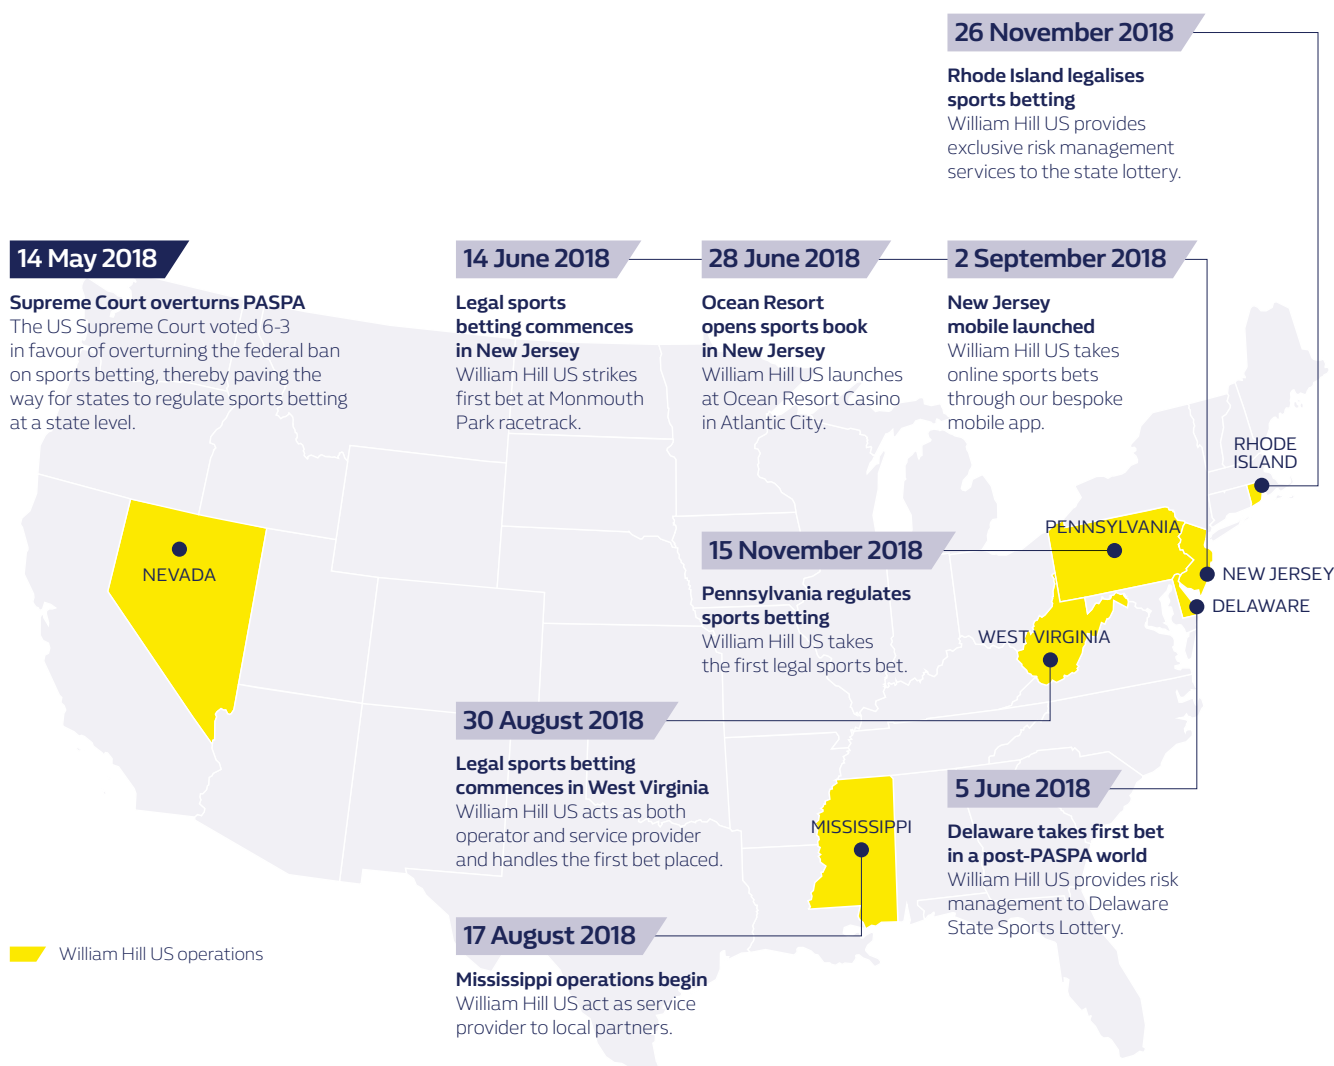 26 November 2018
Rhode Island legalises
sports betting
William Hill US provides
exclusive risk management
services to the state lottery.
14 May 2018
Supreme Court overturns PASPA
The US Supreme Court voted 6-3
in favour of overturning the federal ban
on sports betting, thereby paving the
way for states to regulate sports betting
at a state level.
14 June 2018
Legal sports
betting commences
in New Jersey
William Hill US strikes
first bet at Monmouth
Park racetrack.
28 June 2018
Ocean Resort
opens sports book
in New Jersey
William Hill US launches
at Ocean Resort Casino
in Atlantic City.
2 September 2018
New Jersey
mobile launched
William Hill US takes
online sports bets
through our bespoke
mobile app.
RHODE
ISLAND
PENNSYLVANIA
NEVADA
NEW JERSEY
DELAWARE
WEST VIRGINIA
15 November 2018
Pennsylvania regulates
sports betting
William Hill US takes
the first legal sports bet.
30 August 2018
Legal sports betting
commences in West Virginia
William Hill US acts as both
operator and service provider
and handles the first bet placed.
MISSISSIPPI
5 June 2018
Delaware takes first bet
in a post-PASPA world
William Hill US provides risk
management to Delaware
State Sports Lottery.
17 August 2018
Mississippi operations begin
William Hill US act as service
provider to local partners.
William Hill US operations